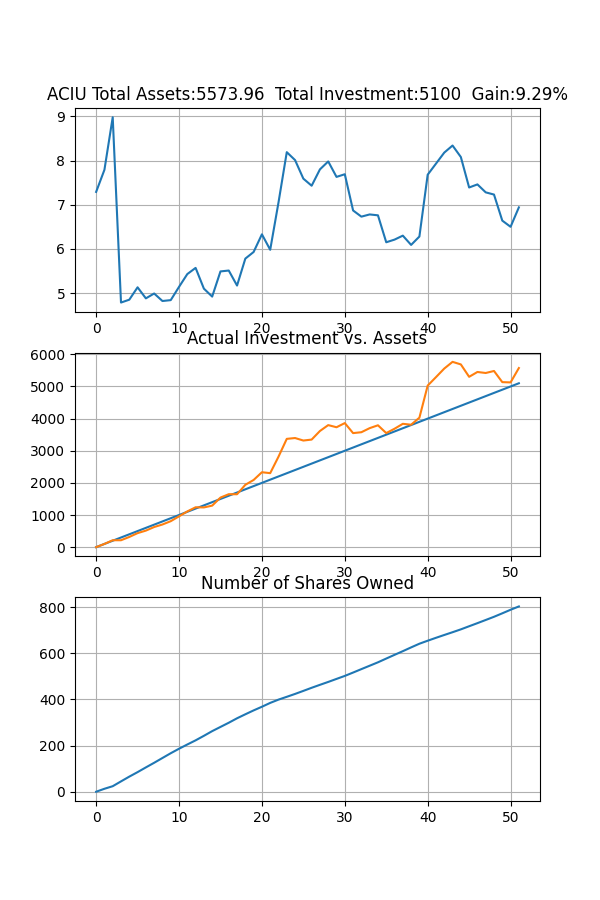 ACIU Total Assets:5573.96  Total Investment:5100  Gain:9.29%
9
8
7
6
5
0 10 20 30 40 50
Actual Investment vs. Assets
6000
5000
4000
3000
2000
1000
0
0 10 20 30 40 50
Number of Shares Owned
800
600
400
200
0
0 10 20 30 40 50